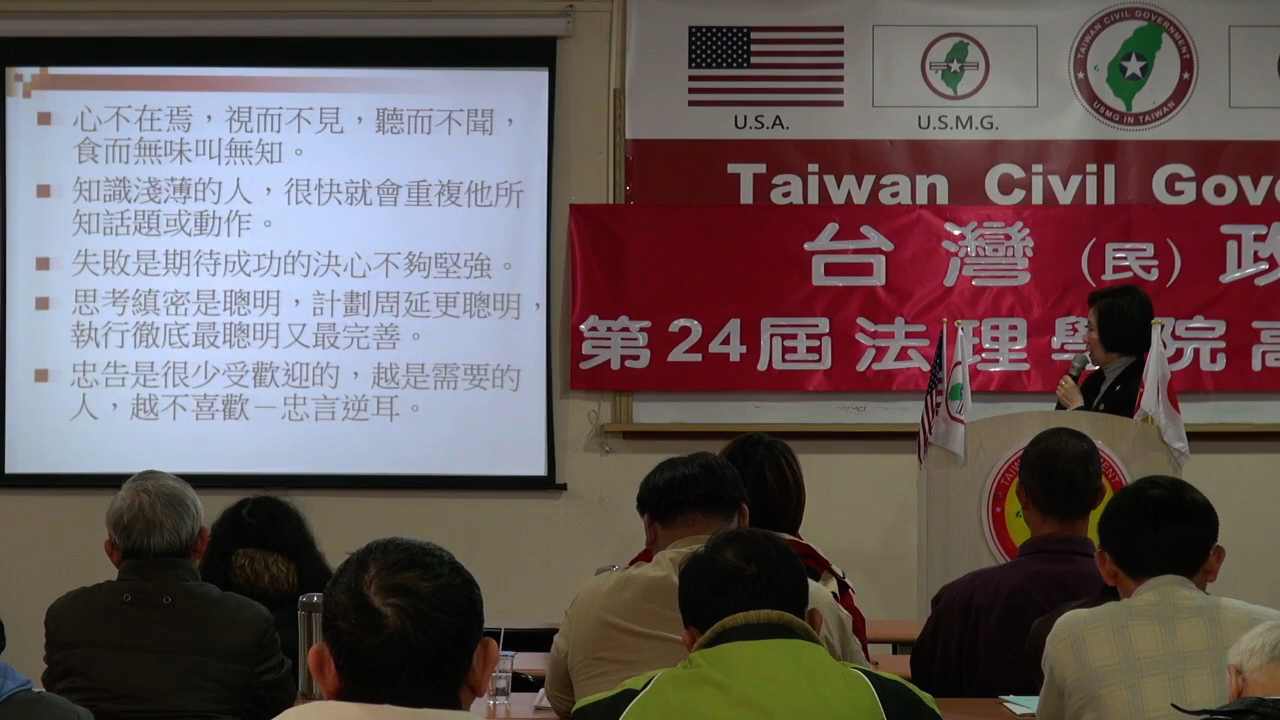 心不在焉，視而不見，聽而不聞，
食而無味叫無知。
知識淺薄的人，很快就會重複他所
知話題或動作。
失敗是期待成功的決心不夠堅強。
思考縝密是聰明，計劃周延更聰明，
執行徹底最聰明又最完善。
忠告是很少受歡迎的，越是需要的
人，越不喜歡－忠言逆耳。
U.S.A.
U.S.M.G.
TAIWAN CIVIL GOVERNMENT
USMG IN TAIWAN
Taiwan Civil Gove
台灣（民）政
第24屆法理學院高
TAIWAN
MENT